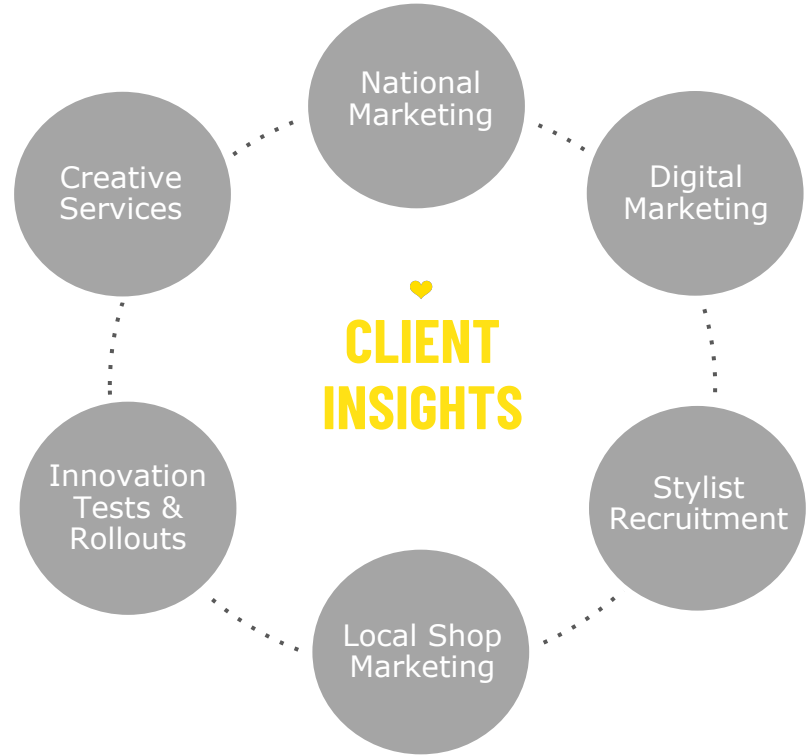 National
Marketing
Digital
Marketing
Stylist
Recruitment
Local Shop
Marketing
Innovation
Tests &
Rollouts
Creative
Services
CLIENT
INSIGHTS